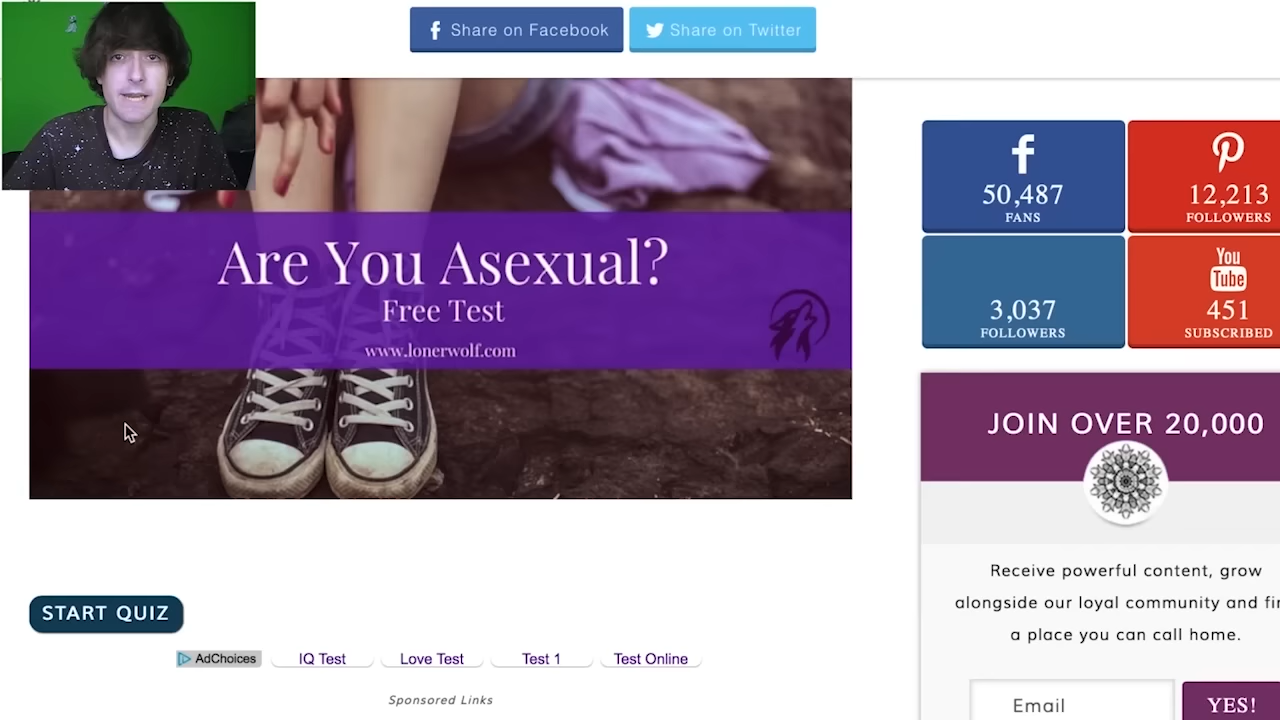 Share on Facebook
Share on Twitter
Are You Asexual?
Free Test
www.lonerwolf.com
START QUIZ
AdChoices
IQ Test
Love Test
Test 1
Test Online
Sponsored Links
50,487
FANS
12,213
FOLLOWERS
3,037
FOLLOWERS
You
Tube
451
SUBSCRIBED
JOIN OVER 20,000
Receive powerful content, grow
alongside our loyal community and
a place you can call home.
Email
YES!